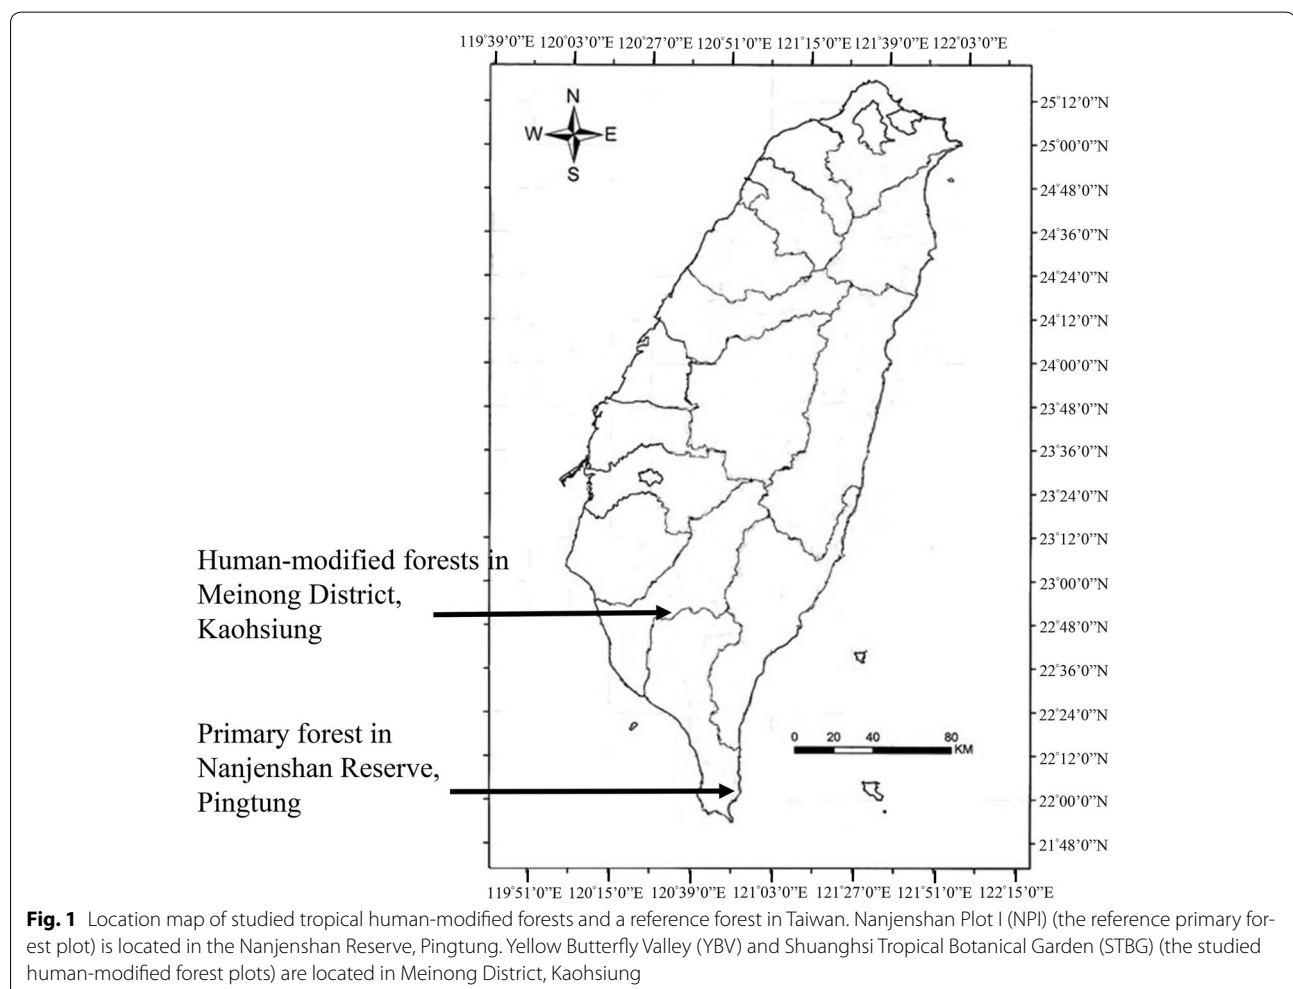 119°39’0”E 120°03’0”E 120°27’0”E 120°51’0”E 121°15’0”E 121°39’0”E 122°03’0”E
N
W E
S
25°12’0”N
25°00’0”N
24°48’0”N
24°36’0”N
24°24’0”N
24°12’0”N
24°00’0”N
23°48’0”N
23°36’0”N
23°24’0”N
23°12’0”N
23°00’0”N
22°48’0”N
22°36’0”N
22°24’0”N
22°12’0”N
22°00’0”N
21°48’0”N
Human-modified forests in
Meinong District,
Kaohsiung
Primary forest in
Nanjenshan Reserve,
Pingtung
0 20 40 80
KM
119°51’0”E 120°15’0”E 120°39’0”E 121°03’0”E 121°27’0”E 121°51’0”E 122°15’0”E
Fig. 1 Location map of studied tropical human-modified forests and a reference forest in Taiwan. Nanjenshan Plot I (NPI) (the reference primary for-
est plot) is located in the Nanjenshan Reserve, Pingtung. Yellow Butterfly Valley (YBV) and Shuanghsi Tropical Botanical Garden (STBG) (the studied
human-modified forest plots) are located in Meinong District, Kaohsiung